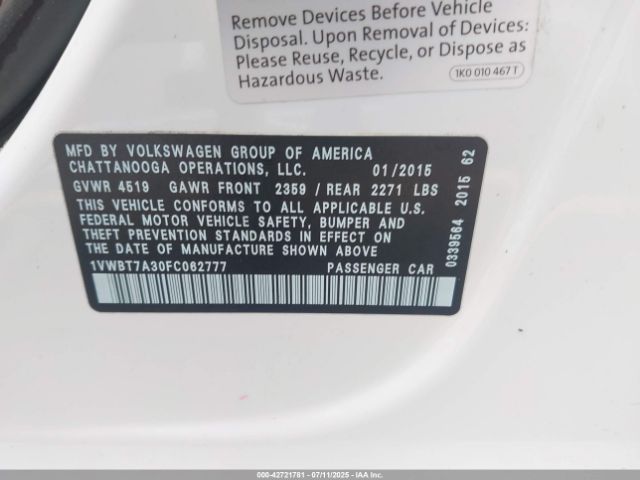 Remove Devices Before Vehicle
Disposal. Upon Removal of Devices:
Please Reuse, Recycle, or Dispose as
Hazardous Waste.
1K0 010 467 T
MFD BY VOLKSWAGEN GROUP OF AMERICA
CHATTANOOGA OPERATIONS, LLC. 01/2015
GVWR 4519 GAWR FRONT 2359 / REAR 2271 LBS
THIS VEHICLE CONFORMS TO ALL APPLICABLE U.S.
FEDERAL MOTOR VEHICLE SAFETY, BUMPER AND
THEFT PREVENTION STANDARDS IN EFFECT ON
THE DATE OF MANUFACTURE SHOWN ABOVE
1VWBT7A30FC062777 PASSENGER CAR
0339564 2015 62
000-42721781 - 07/11/2025 - IAAI.COM